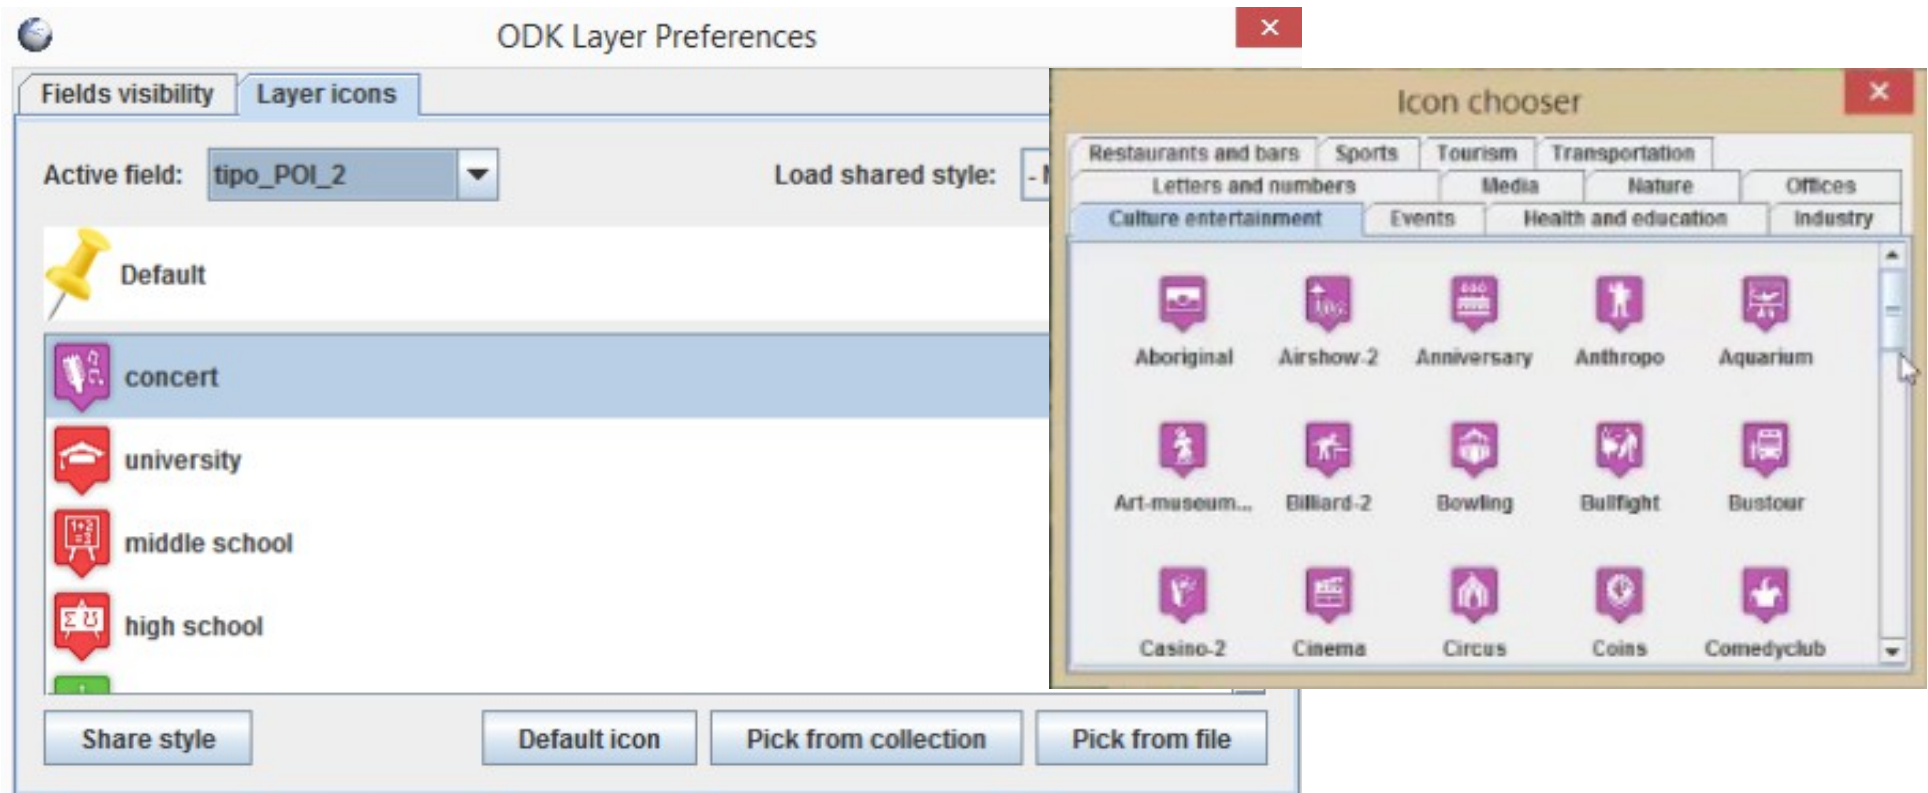 ODK Layer Preferences
Fields visibility
Layer icons
Active field:
tipo_POI_2
Load shared style:
Default
concert
university
middle school
high school
Share style
Default icon
Pick from collection
Pick from file
Icon chooser
Restaurants and bars Sports Tourism Transportation
Letters and numbers Media Nature Offices
Culture entertainment Events Health and education Industry
Aboriginal Airshow-2 Anniversary Anthropo Aquarium
Art-museum... Billiard-2 Bowling Bullfight Bustour
Casino-2 Cinema Circus Coins Comedyclub